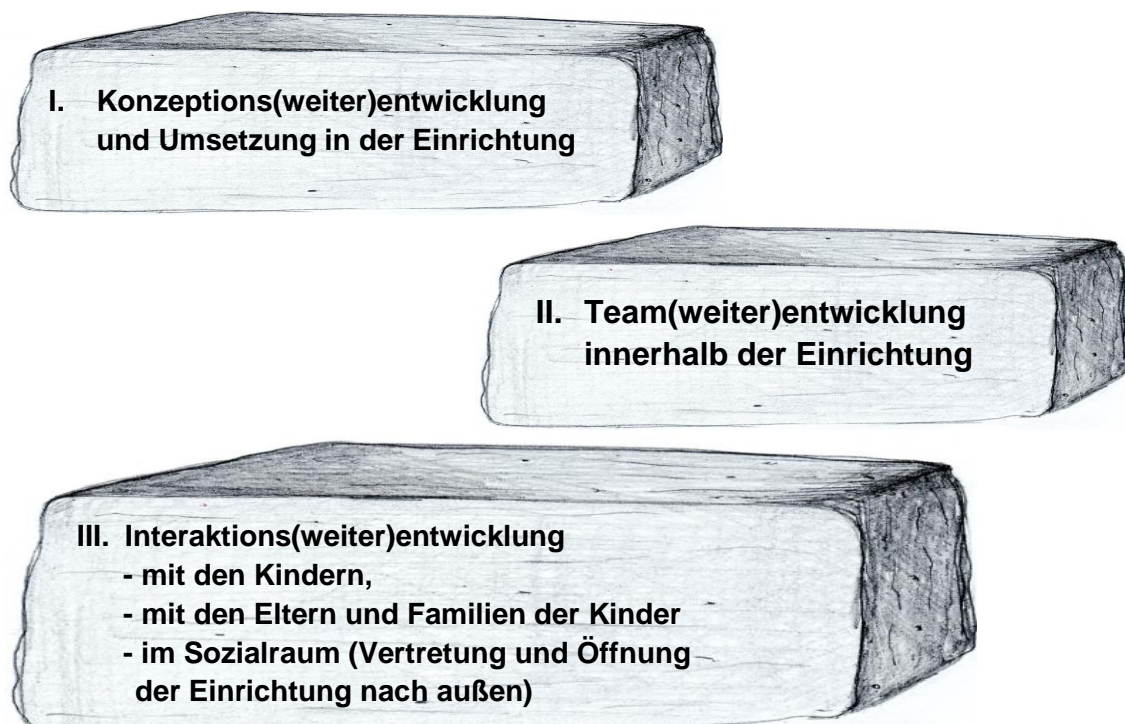 I. Konzeptions(weiter)entwicklung
und Umsetzung in der Einrichtung
II. Team(weiter)entwicklung
innerhalb der Einrichtung
III. Interaktions(weiter)entwicklung
- mit den Kindern,
- mit den Eltern und Familien der Kinder
- im Sozialraum (Vertretung und Öffnung
der Einrichtung nach außen)